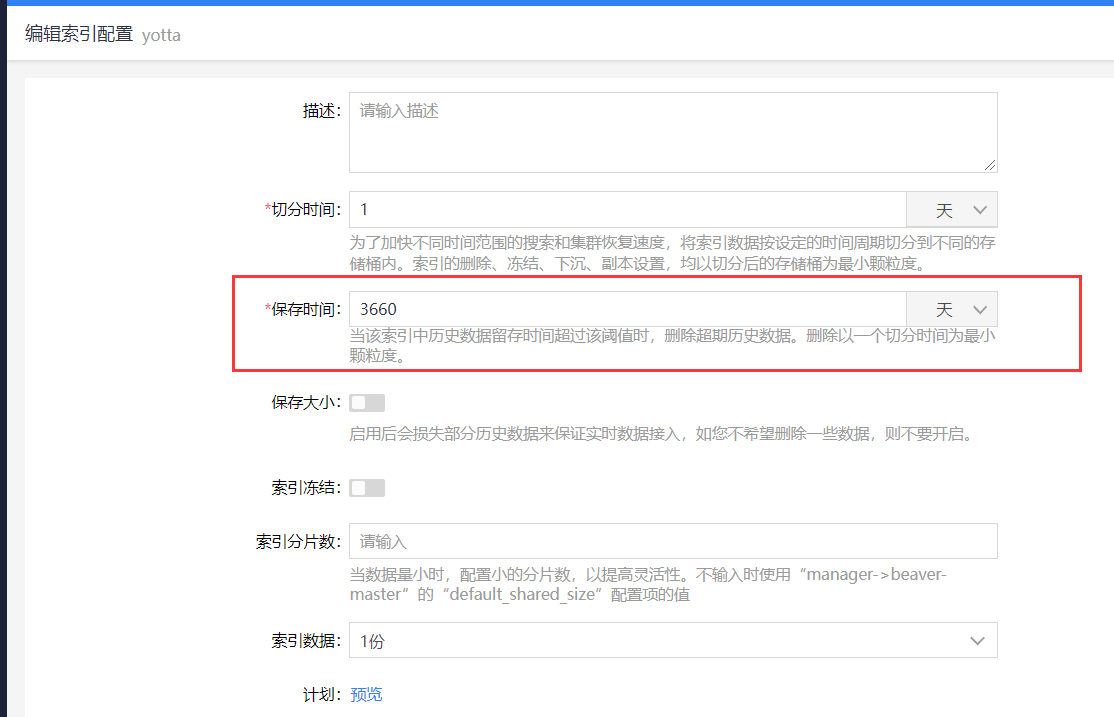 编辑索引配置 yotta
描述： 请输入描述
*切分时间： 1 天
为了加快不同时间范围的搜索和集群恢复速度，将索引数据按设定的时间周期切分到不同的存
储桶内。索引的删除、冻结、下沉、副本设置，均以切分后的存储桶为最小颗粒度。
*保存时间： 3660 天
当该索引中历史数据留存时间超过该阈值时，删除超期历史数据。删除以一个切分时间为最小
颗粒度。
保存大小：
启用后会损失部分历史数据来保证实时数据接入，如您不希望删除一些数据，则不要开启。
索引冻结：
索引分片数： 请输入
当数据量小时，配置小的分片数，以提高灵活性。不输入时使用“manager->beaver-
master”的“default_shared_size”配置项的值
索引数据： 1份
计划： 预览